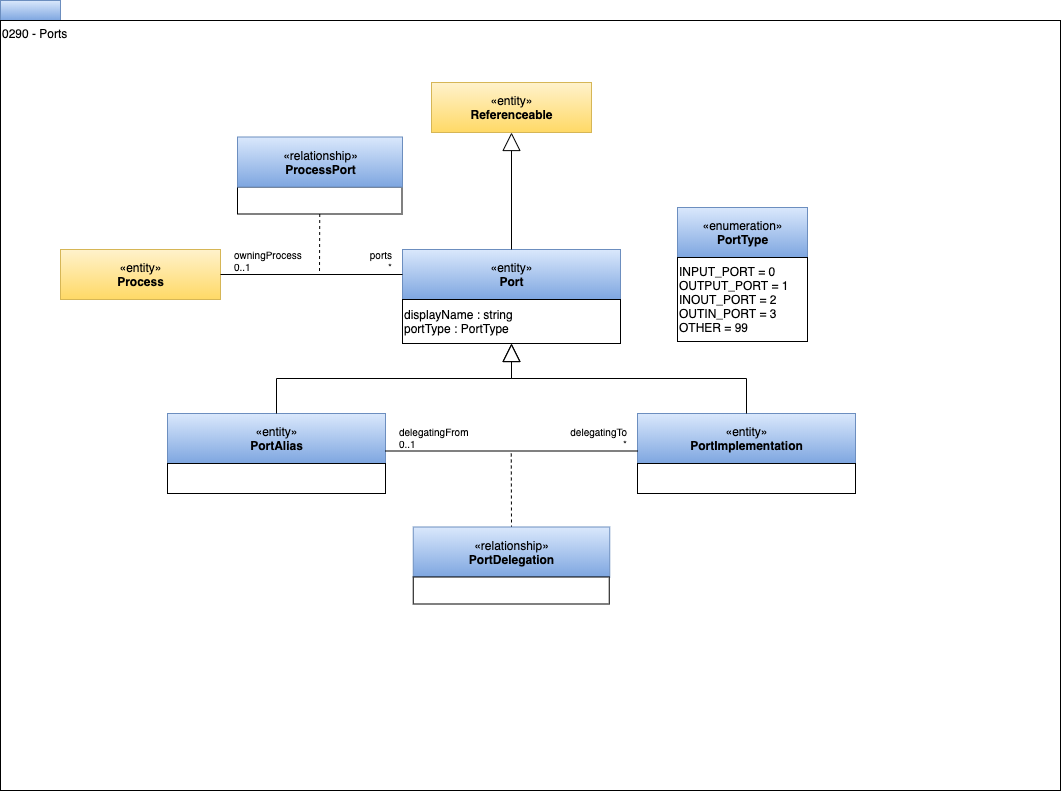 0290 - Ports
«entity»
Referenceable
«relationship»
ProcessPort
«enumeration»
PortType
INPUT_PORT = 0
OUTPUT_PORT = 1
INOUT_PORT = 2
OUTIN_PORT = 3
OTHER = 99
«entity»
Process
owningProcess
0..1
ports
*
«entity»
Port
displayName : string
portType : PortType
«entity»
PortAlias
delegatingFrom
0..1
delegatingTo
*
«entity»
PortImplementation
«relationship»
PortDelegation